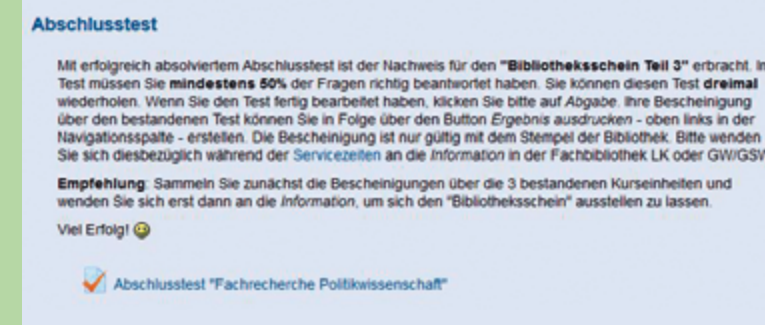 Abschlusstest
Mit erfolgreich absolviertem Abschlusstest ist der Nachweis für den "Bibliotheksschein Teil 3" erbracht. Im
Test müssen Sie mindestens 50% der Fragen richtig beantwortet haben. Sie können diesen Test dreimal
wiederholen. Wenn Sie den Test fertig bearbeitet haben, klicken Sie bitte auf Abgabe. Ihre Bescheinigung
über den bestandenen Test können Sie in Folge über den Button Ergebnis ausdrucken - oben links in der
Navigationsspalte - erstellen. Die Bescheinigung ist nur gültig mit dem Stempel der Bibliothek. Bitte wenden
Sie sich diesbezüglich während der Servicezeiten an die Information in der Fachbibliothek LK oder GW/GSW
Empfehlung: Sammeln Sie zunächst die Bescheinigungen über die 3 bestandenen Kurseinheiten und
wenden Sie sich erst dann an die Information, um sich den "Bibliotheksschein" ausstellen zu lassen.
Viel Erfolg!
Abschlusstest "Fachrecherche Politikwissenschaft"